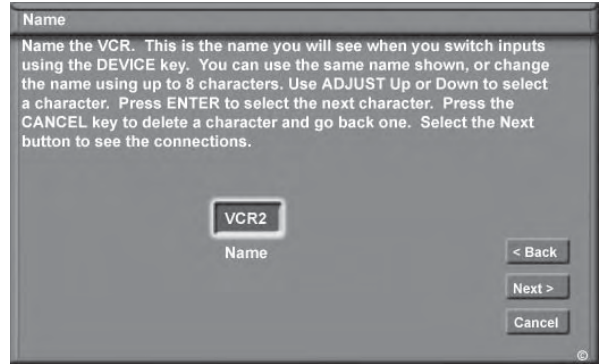 Name
Name the VCR.  This is the name you will see when you switch inputs
using the DEVICE key.  You can use the same name shown, or change
the name using up to 8 characters. Use ADJUST Up or Down to select
a character.  Press ENTER to select the next character.  Press the
CANCEL key to delete a character and go back one.  Select the Next
button to see the connections.
VCR2
Name
< Back
Next >
Cancel
©